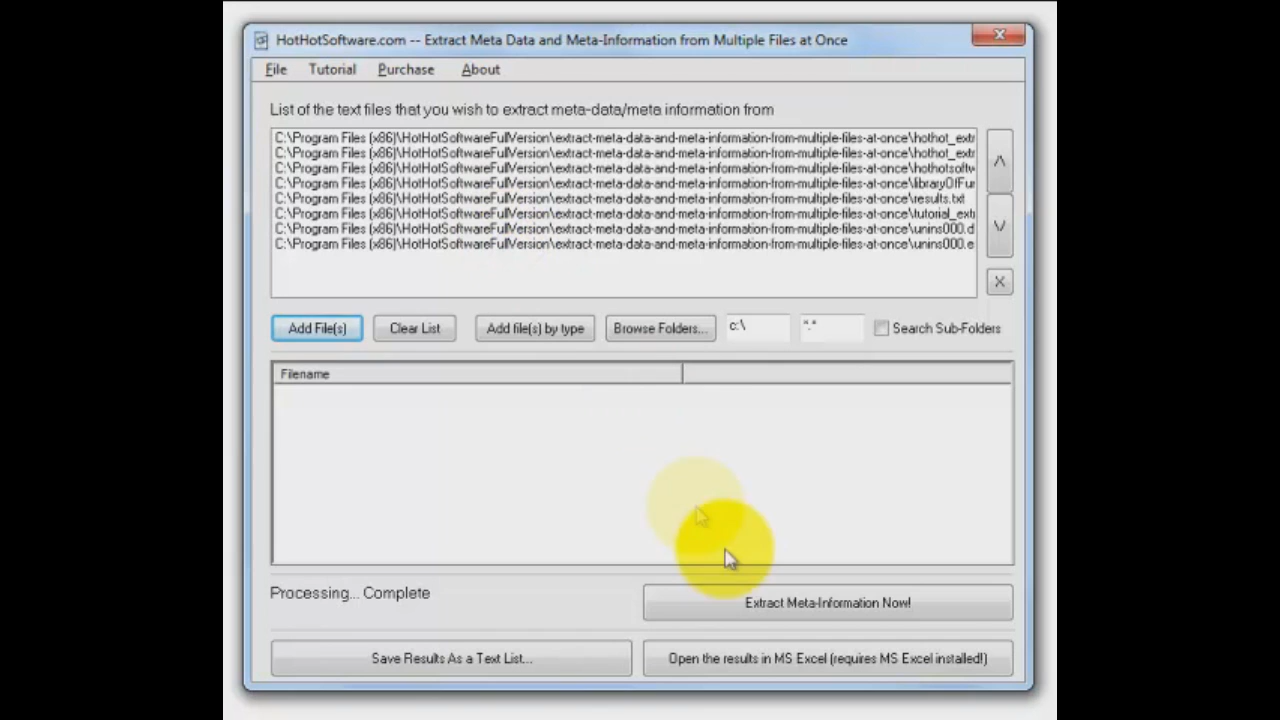 HotHotSoftware.com -- Extract Meta Data and Meta-Information from Multiple Files at Once
File Tutorial Purchase About
List of the text files that you wish to extract meta-data/meta information from
C:\Program Files (x86)\HotHotSoftwareFullVersion\extract-meta-data-and-meta-information-from-multiple-files-at-once\hothot_extr
C:\Program Files (x86)\HotHotSoftwareFullVersion\extract-meta-data-and-meta-information-from-multiple-files-at-once\hothot_extr
C:\Program Files (x86)\HotHotSoftwareFullVersion\extract-meta-data-and-meta-information-from-multiple-files-at-once\hothotsoftw
C:\Program Files (x86)\HotHotSoftwareFullVersion\extract-meta-data-and-meta-information-from-multiple-files-at-once\libraryOfFun
C:\Program Files (x86)\HotHotSoftwareFullVersion\extract-meta-data-and-meta-information-from-multiple-files-at-once\results.txt
C:\Program Files (x86)\HotHotSoftwareFullVersion\extract-meta-data-and-meta-information-from-multiple-files-at-once\tutorial_extr
C:\Program Files (x86)\HotHotSoftwareFullVersion\extract-meta-data-and-meta-information-from-multiple-files-at-once\unins000.d
C:\Program Files (x86)\HotHotSoftwareFullVersion\extract-meta-data-and-meta-information-from-multiple-files-at-once\unins000.e
/\
\/
X
Add File(s) Clear List Add file(s) by type Browse Folders... c:\ *.* Search Sub-Folders
Filename
Processing... Complete
Extract Meta-Information Now!
Save Results As a Text List... Open the results in MS Excel (requires MS Excel installed!)